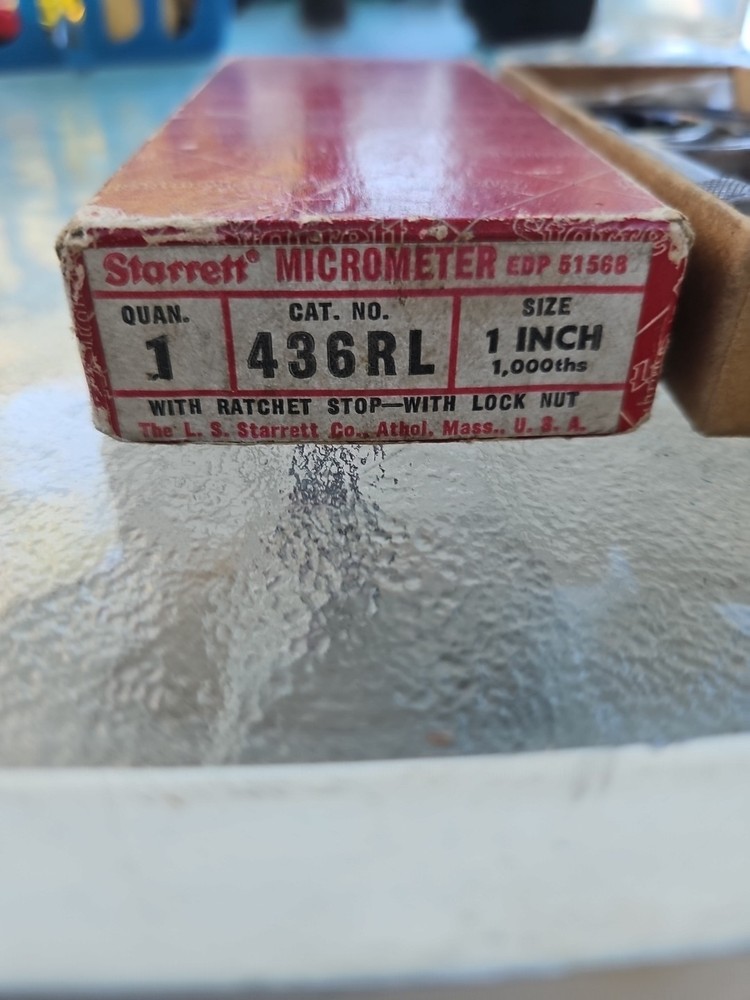 Starrett® MICROMETER EDP 51568
QUAN. CAT. NO. SIZE
1 436RL 1 INCH
1,000ths
WITH RATCHET STOP—WITH LOCK NUT
The L. S. Starrett Co., Athol, Mass., U. S. A.